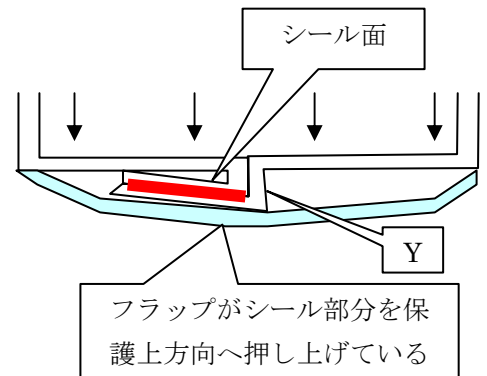 シール面
Y
フラップがシール部分を保
護上方向へ押し上げている